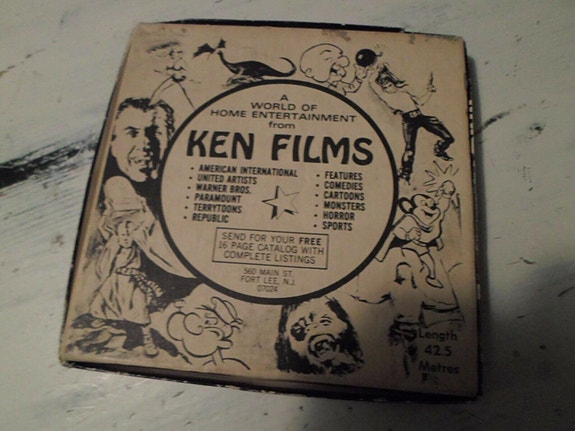 A
WORLD OF
HOME ENTERTAINMENT
from
KEN FILMS
• AMERICAN INTERNATIONAL
• UNITED ARTISTS
• WARNER BROS.
• PARAMOUNT
• TERRYTOONS
• REPUBLIC
• FEATURES
• COMEDIES
• CARTOONS
• MONSTERS
• HORROR
• SPORTS
SEND FOR YOUR FREE
16 PAGE CATALOG WITH
COMPLETE LISTINGS
560 MAIN ST.
FORT LEE, N.J.
07024
Length
42.5
Metres